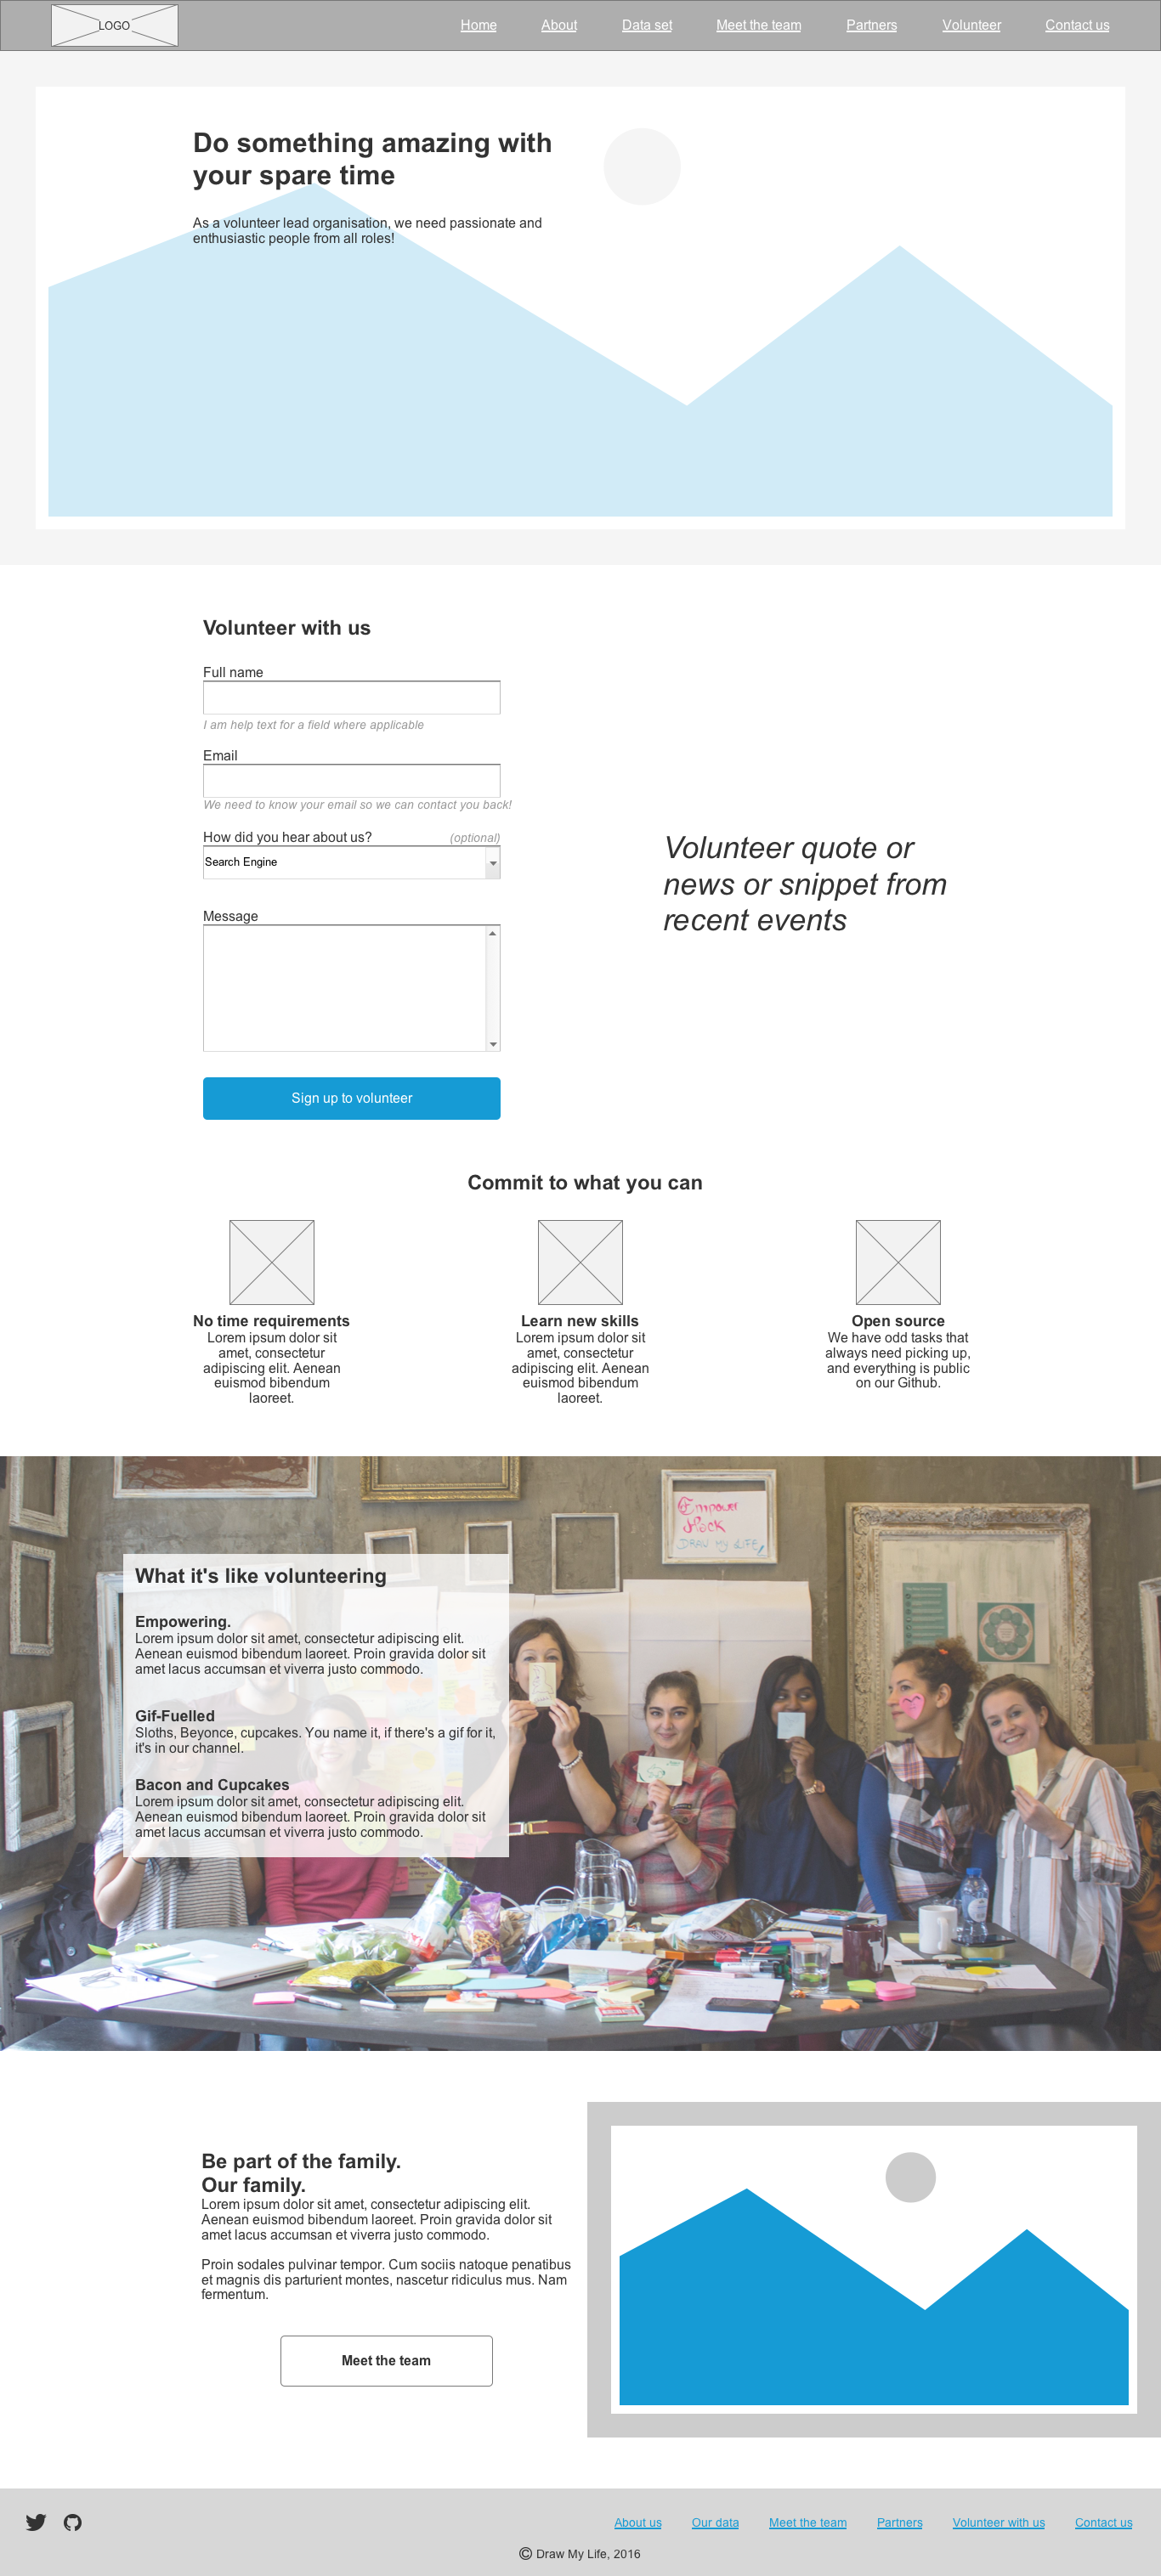 LOGO
Home About Data set Meet the team Partners Volunteer Contact us
Do something amazing with
your spare time
As a volunteer lead organisation, we need passionate and
enthusiastic people from all roles!
Volunteer with us
Full name
I am help text for a field where applicable
Email
We need to know your email so we can contact you back!
How did you hear about us? (optional)
Search Engine
Message
Sign up to volunteer
Volunteer quote or
news or snippet from
recent events
Commit to what you can
No time requirements
Lorem ipsum dolor sit
amet, consectetur
adipiscing elit. Aenean
euismod bibendum
laoreet.
Learn new skills
Lorem ipsum dolor sit
amet, consectetur
adipiscing elit. Aenean
euismod bibendum
laoreet.
Open source
We have odd tasks that
always need picking up,
and everything is public
on our Github.
Empower
Hack
DRAW MY LIFE
What it's like volunteering
Empowering.
Lorem ipsum dolor sit amet, consectetur adipiscing elit.
Aenean euismod bibendum laoreet. Proin gravida dolor sit
amet lacus accumsan et viverra justo commodo.
Gif-Fuelled
Sloths, Beyonce, cupcakes. You name it, if there's a gif for it,
it's in our channel.
Bacon and Cupcakes
Lorem ipsum dolor sit amet, consectetur adipiscing elit.
Aenean euismod bibendum laoreet. Proin gravida dolor sit
amet lacus accumsan et viverra justo commodo.
Be part of the family.
Our family.
Lorem ipsum dolor sit amet, consectetur adipiscing elit.
Aenean euismod bibendum laoreet. Proin gravida dolor sit
amet lacus accumsan et viverra justo commodo.
Proin sodales pulvinar tempor. Cum sociis natoque penatibus
et magnis dis parturient montes, nascetur ridiculus mus. Nam
fermentum.
Meet the team
About us Our data Meet the team Partners Volunteer with us Contact us
© Draw My Life, 2016